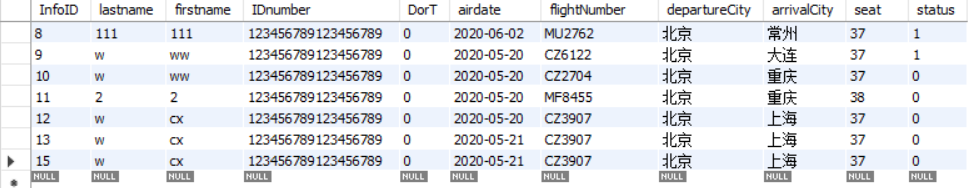 InfoID lastname firstname IDnumber DorT airdate flightNumber departureCity arrivalCity seat status
8 111 111 123456789123456789 0 2020-06-02 MU2762 北京 常州 37 1
9 w ww 123456789123456789 0 2020-05-20 CZ6122 北京 大连 37 1
10 w ww 123456789123456789 0 2020-05-20 CZ2704 北京 重庆 37 0
11 2 2 123456789123456789 0 2020-05-20 MF8455 北京 重庆 38 0
12 w cx 123456789123456789 0 2020-05-20 CZ3907 北京 上海 37 0
13 w cx 123456789123456789 0 2020-05-21 CZ3907 北京 上海 37 0
15 w cx 123456789123456789 0 2020-05-21 CZ3907 北京 上海 37 0
NULL NULL NULL NULL NULL NULL NULL NULL NULL NULL NULL